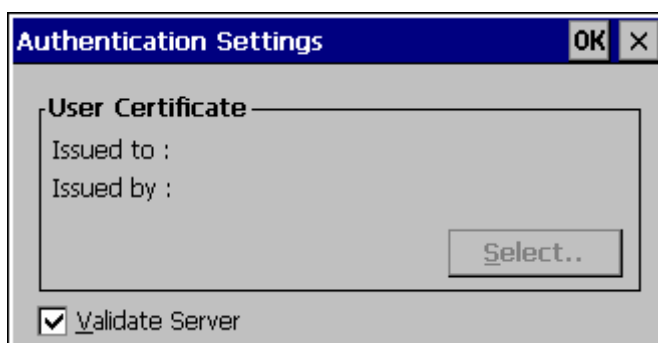 Authentication Settings OK ×
User Certificate
Issued to :
Issued by :
Select..
Validate Server